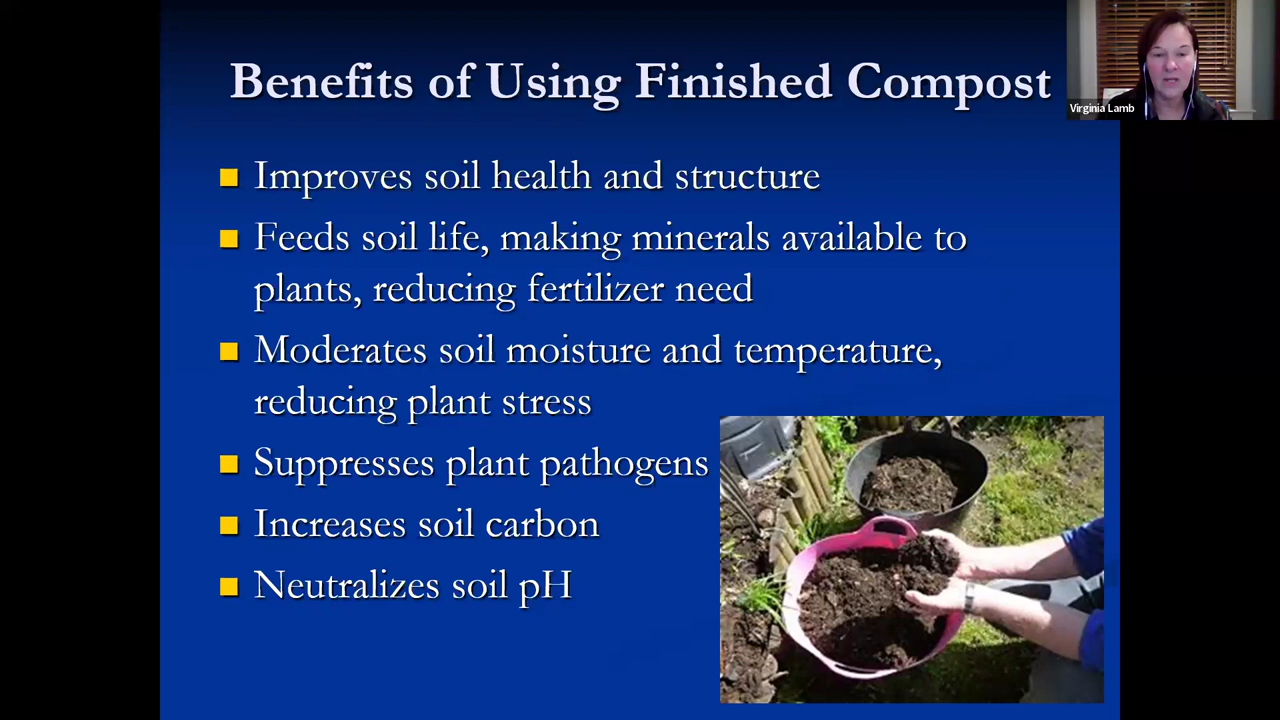 Benefits of Using Finished Compost
Virginia Lamb
Improves soil health and structure
Feeds soil life, making minerals available to
plants, reducing fertilizer need
Moderates soil moisture and temperature,
reducing plant stress
Suppresses plant pathogens
Increases soil carbon
Neutralizes soil pH